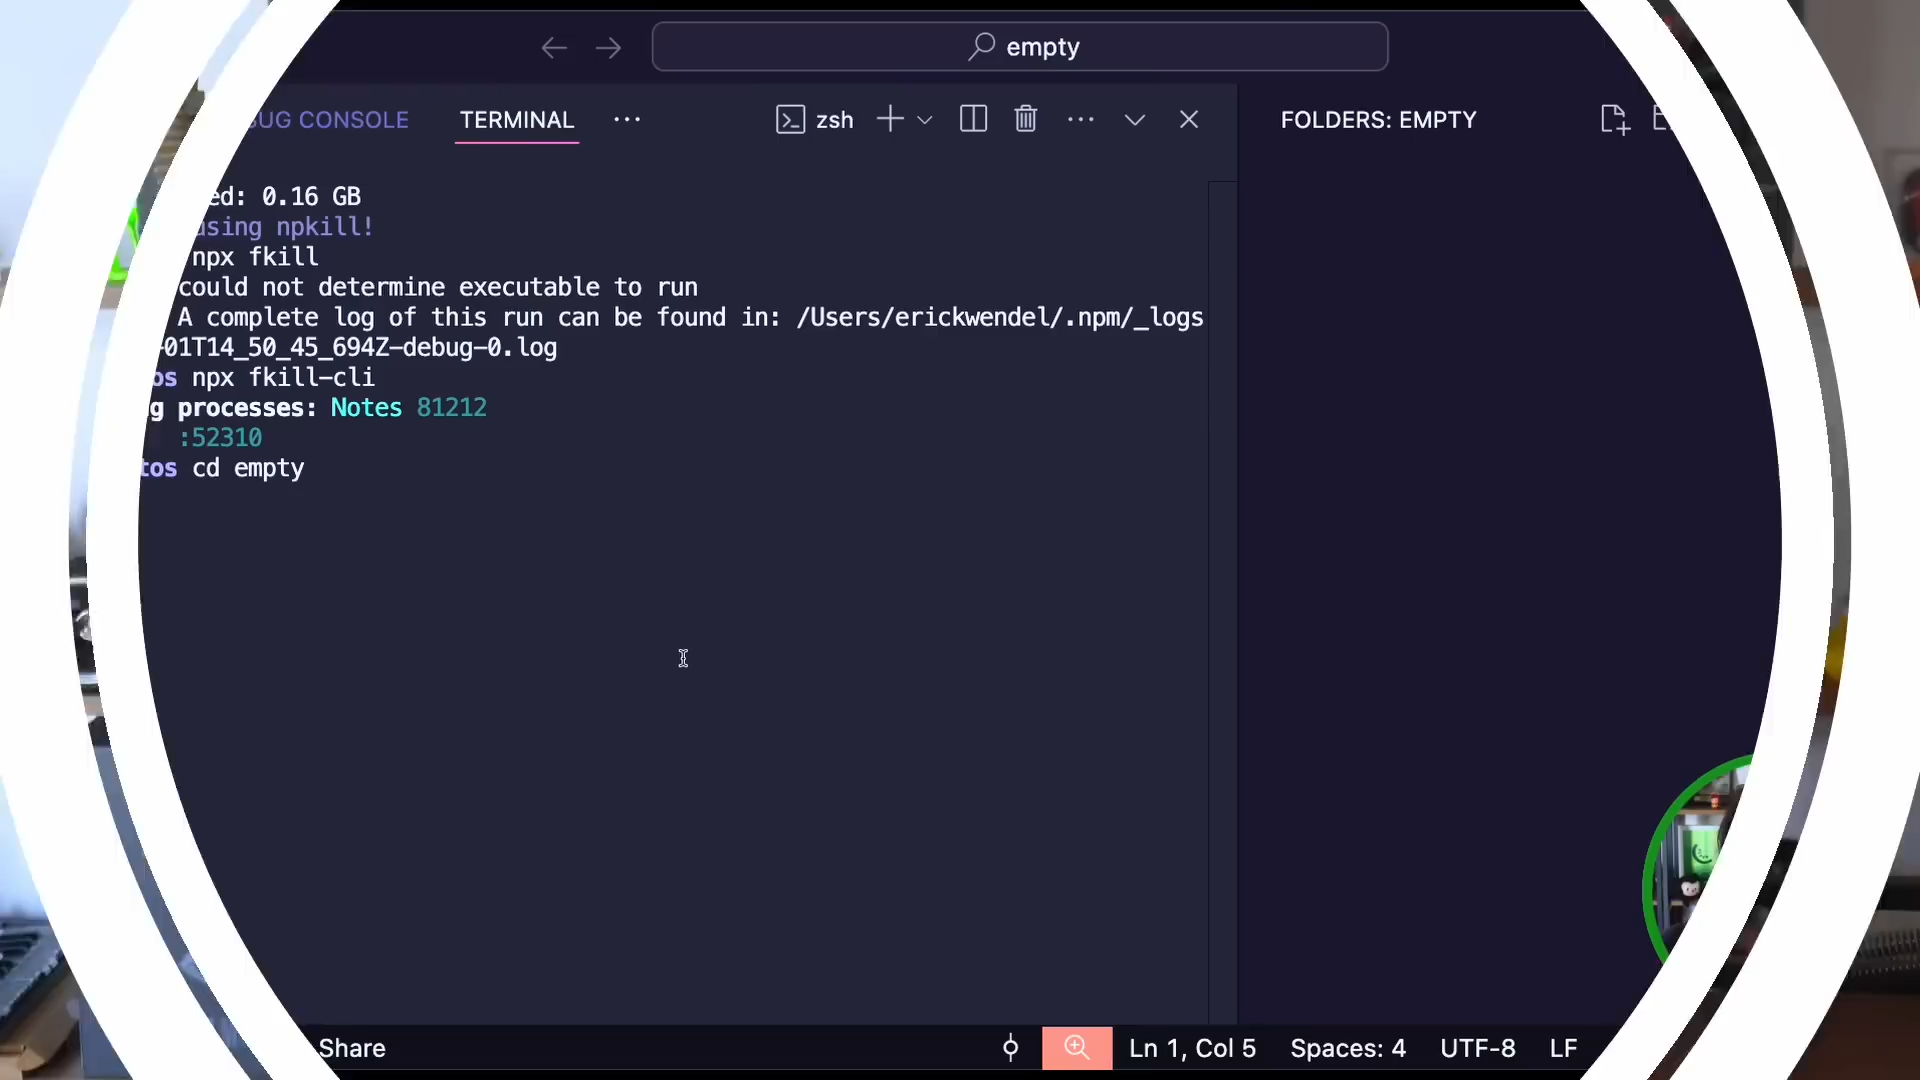 empty
UG CONSOLE TERMINAL ... zsh
FOLDERS: EMPTY
ed: 0.16 GB
using npkill!
npx fkill
could not determine executable to run
A complete log of this run can be found in: /Users/erickwendel/.npm/_logs
-01T14_50_45_694Z-debug-0.log
os npx fkill-cli
g processes: Notes 81212
:52310
tos cd empty
Share Ln 1, Col 5 Spaces: 4 UTF-8 LF